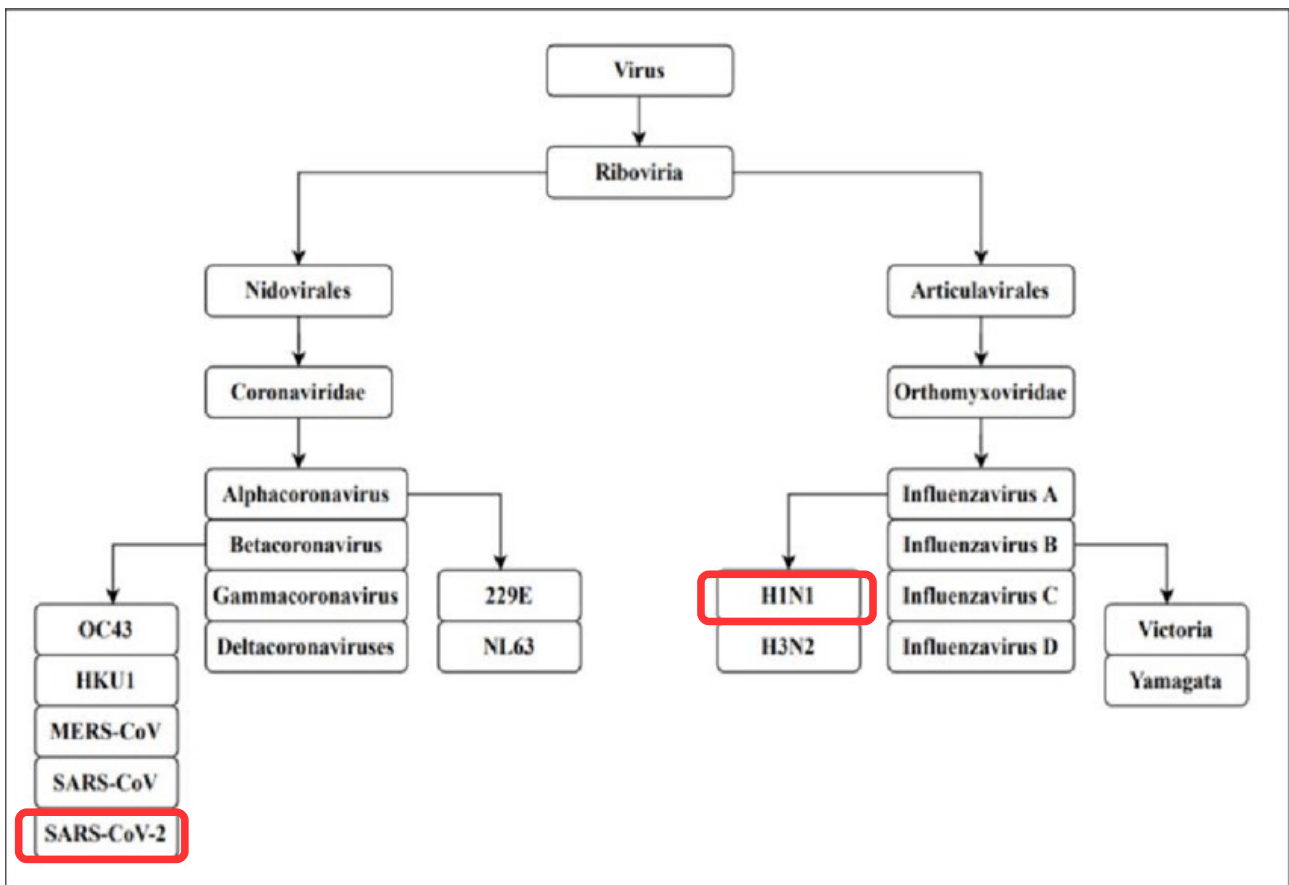 Virus
Riboviria
Nidovirales
Articulavirales
Coronaviridae
Orthomyxoviridae
Alphacoronavirus
Betacoronavirus
Gammacoronavirus
Deltacoronaviruses
229E
NL63
OC43
HKU1
MERS-CoV
SARS-CoV
SARS-CoV-2
Influenzavirus A
Influenzavirus B
Influenzavirus C
Influenzavirus D
H1N1
H3N2
Victoria
Yamagata